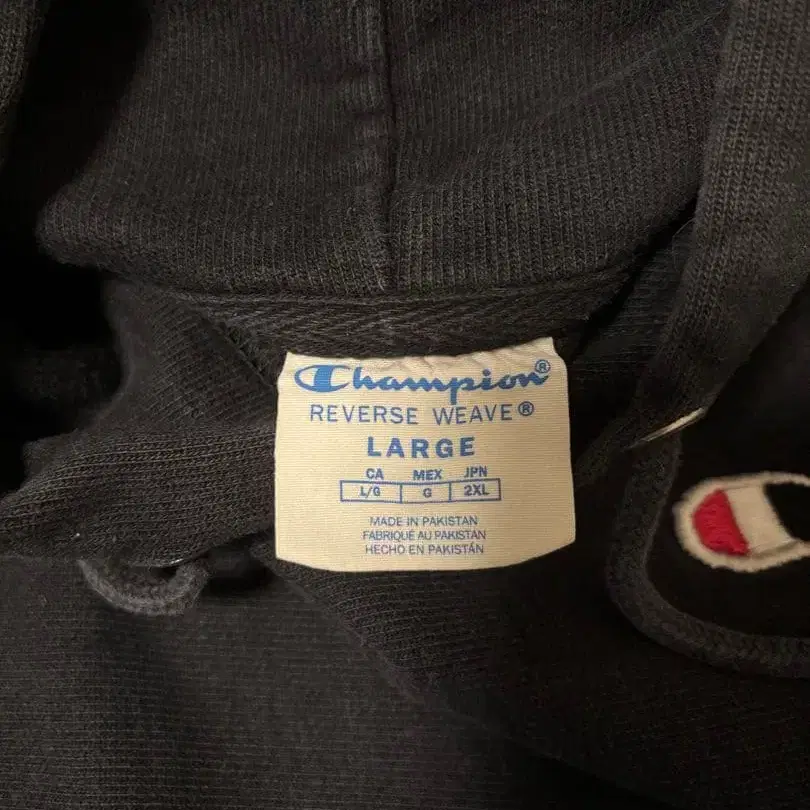 Champion®
REVERSE WEAVE®
LARGE
CA MEX JPN
L/G G 2XL
MADE IN PAKISTAN
FABRIQUÉ AU PAKISTAN
HECHO EN PAKISTÁN